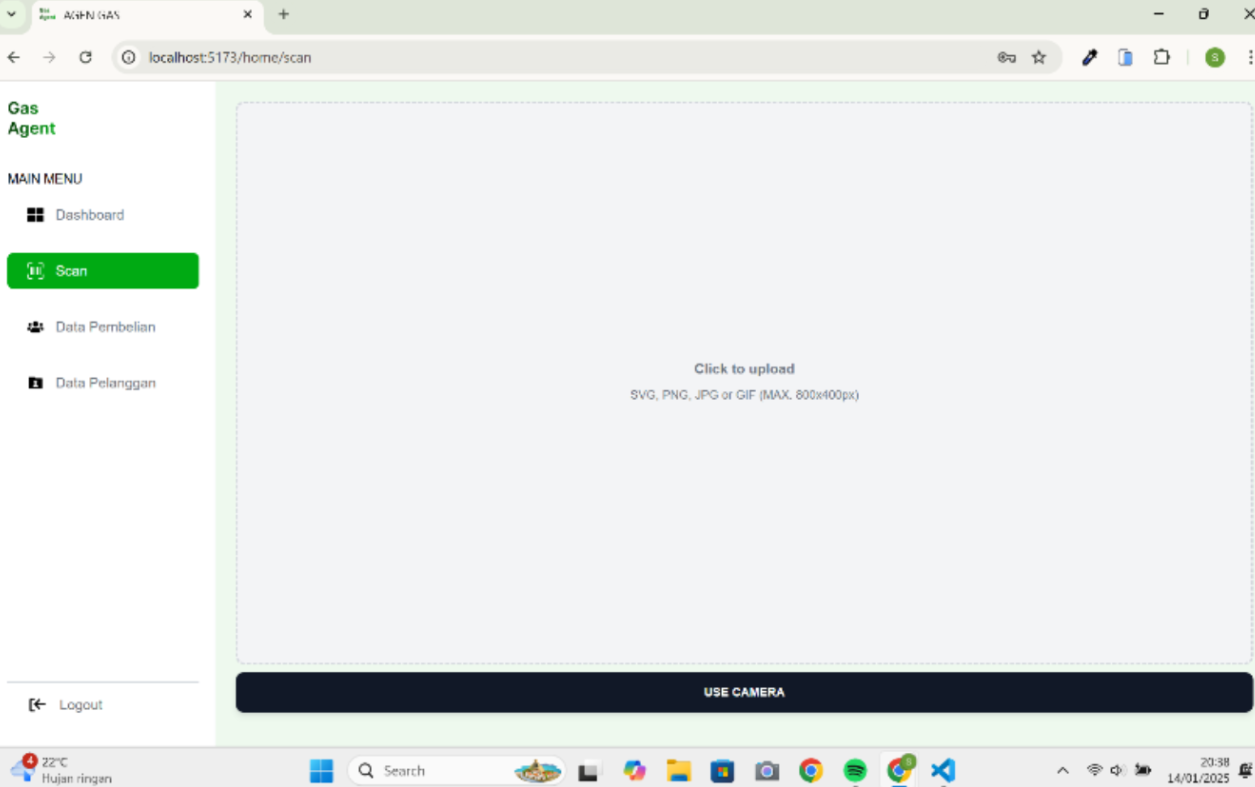 AGEN GAS
localhost:5173/home/scan
S
Gas
Agent
MAIN MENU
Dashboard
Scan
Data Pembelian
Data Pelanggan
Click to upload
SVG, PNG, JPG or GIF (MAX. 800x400px)
USE CAMERA
Logout
4
22°C
Hujan ringan
Search
20:38
14/01/2025